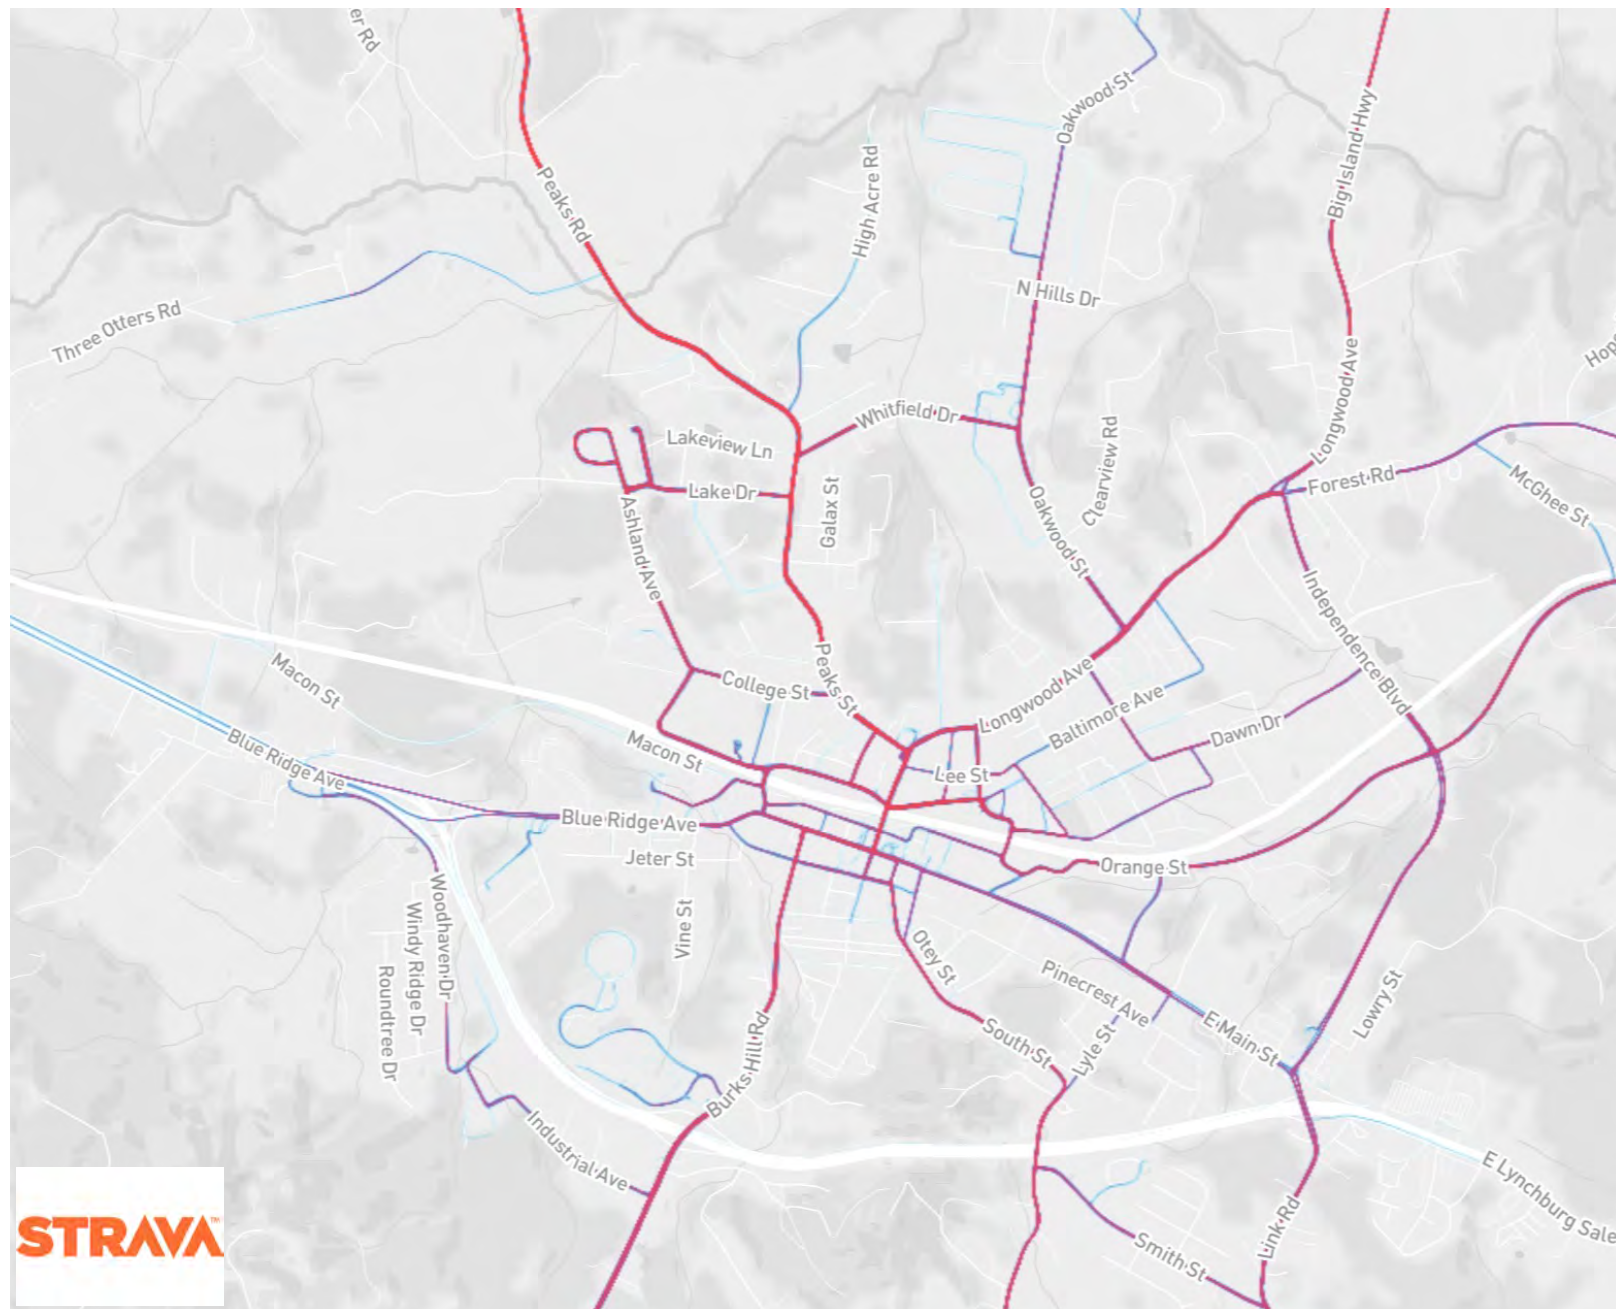 er Rd
Oakwood St
Peaks Rd
High Acre Rd
Big Island Hwy
N Hills Dr
Three Otters Rd
Longwood Ave
Whitfield Dr
Lakeview Ln
Clearview Rd
Forest Rd
McGhee St
Lake Dr
Galax St
Ashland Ave
Oakwood St
Independence Blvd
Macon St
College St
Peaks St
Longwood Ave
Baltimore Ave
Dawn Dr
Blue Ridge Ave
Macon St
Lee St
Blue Ridge Ave
Jeter St
Orange St
Woodhaven Dr
Windy Ridge Dr
Roundtree Dr
Vine St
Otey St
Pinecrest Ave
Lowry St
E Main St
South St
Lyle St
Burks Hill Rd
Industrial Ave
E Lynchburg Sale
Link Rd
Smith St
STRAVA™